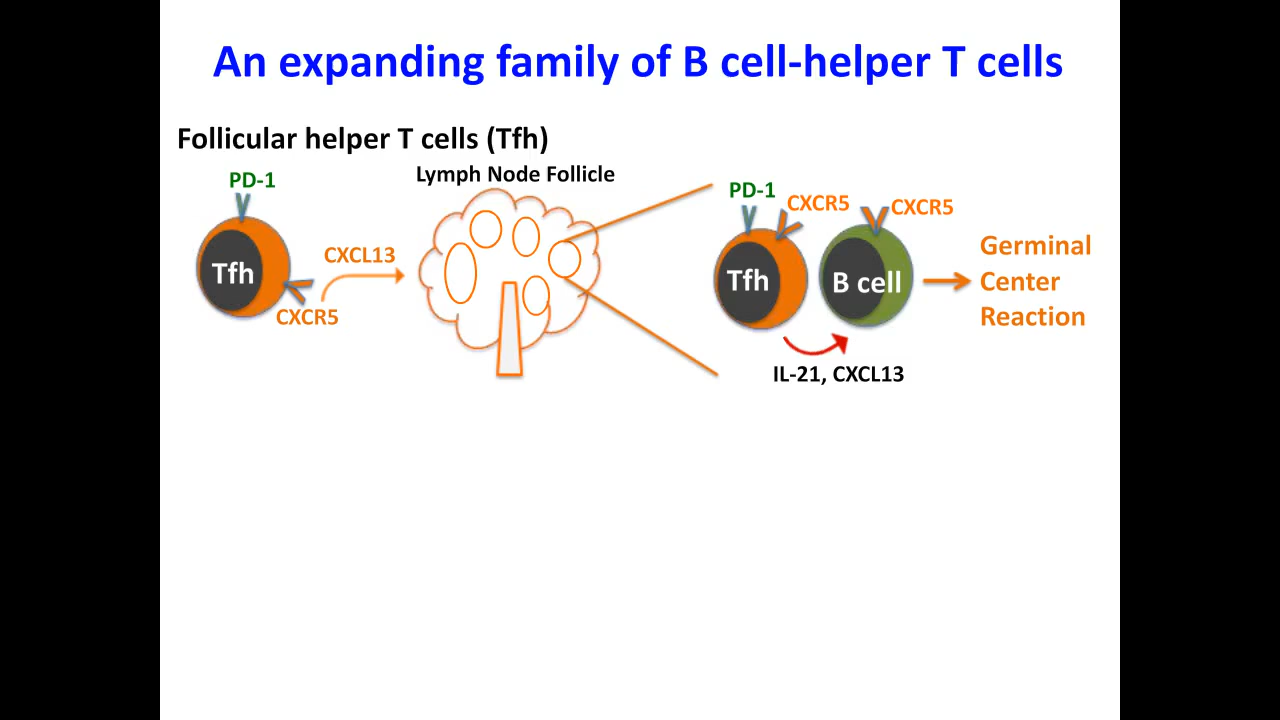 An expanding family of B cell-helper T cells
Follicular helper T cells (Tfh)
PD-1
Tfh
CXCR5
CXCL13
Lymph Node Follicle
PD-1
CXCR5
CXCR5
Tfh
B cell
IL-21, CXCL13
Germinal
Center
Reaction